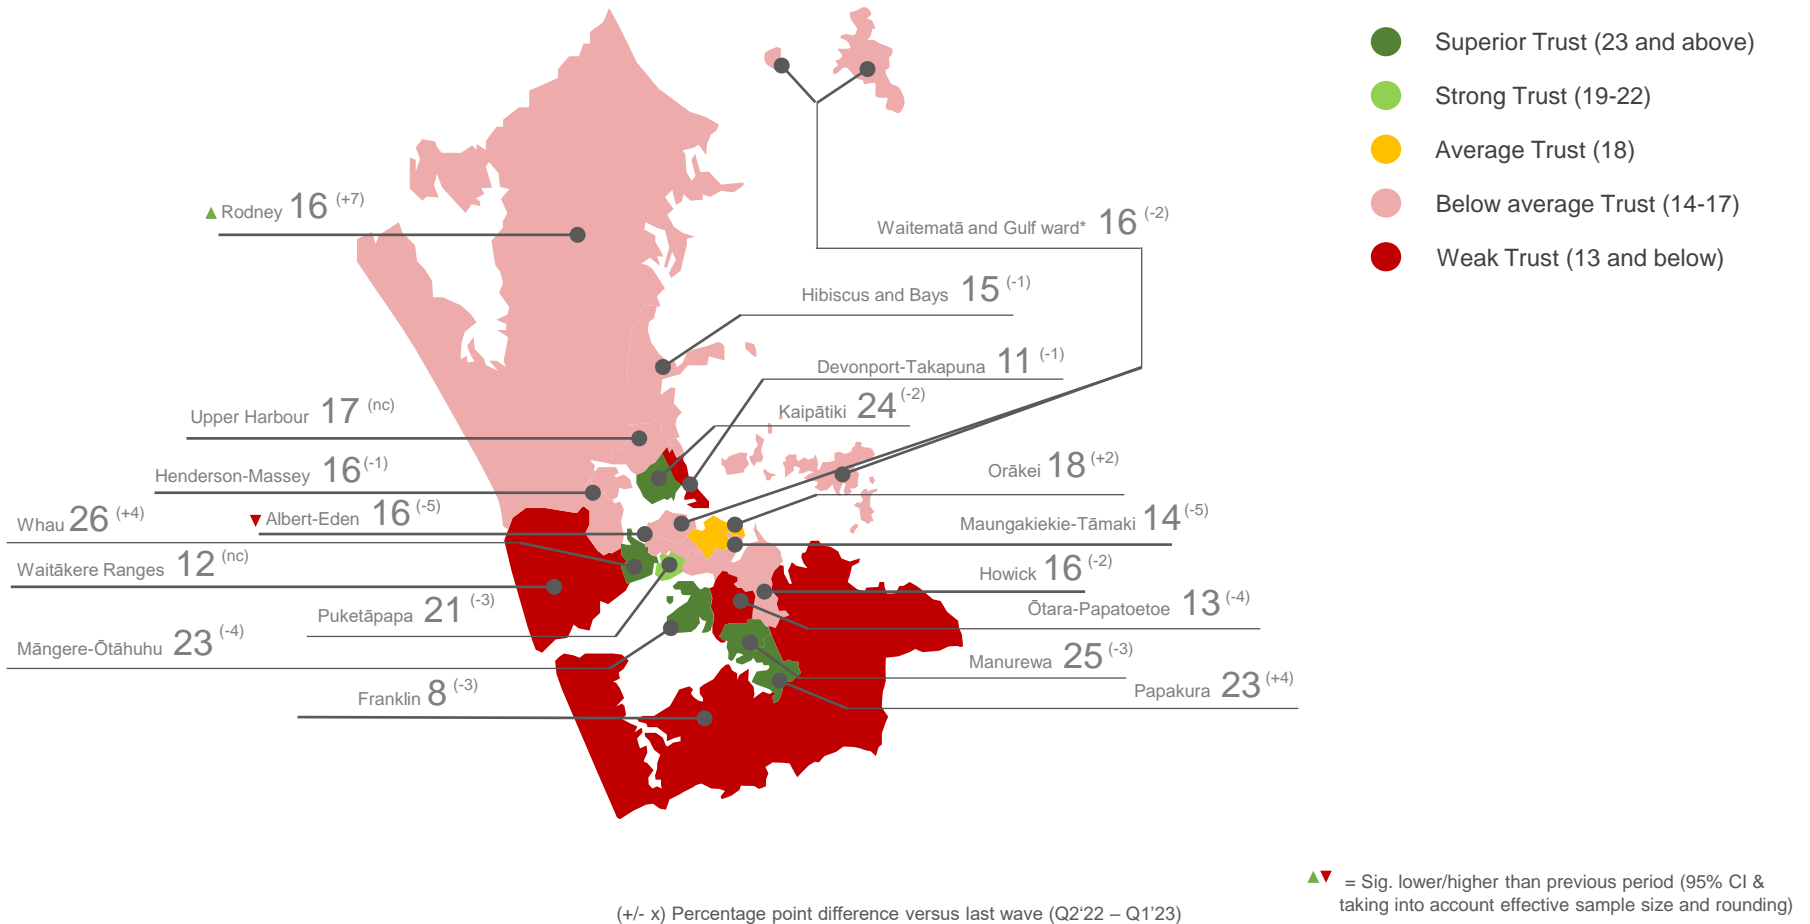 Superior Trust (23 and above)
Strong Trust (19-22)
Average Trust (18)
Below average Trust (14-17)
Weak Trust (13 and below)
Rodney 16 (+7)
Waitematā and Gulf ward* 16 (-2)
Hibiscus and Bays 15 (-1)
Devonport-Takapuna 11 (-1)
Kaipātiki 24 (-2)
Upper Harbour 17 (nc)
Henderson-Massey 16 (-1)
Orākei 18 (+2)
Whau 26 (+4)
Albert-Eden 16 (-5)
Maungakiekie-Tāmaki 14 (-5)
Waitākere Ranges 12 (nc)
Howick 16 (-2)
Puketāpapa 21 (-3)
Ōtara-Papatoetoe 13 (-4)
Māngere-Ōtāhuhu 23 (-4)
Manurewa 25 (-3)
Franklin 8 (-3)
Papakura 23 (+4)
= Sig. lower/higher than previous period (95% CI &
taking into account effective sample size and rounding)
(+/- x) Percentage point difference versus last wave (Q2‘22 – Q1’23)